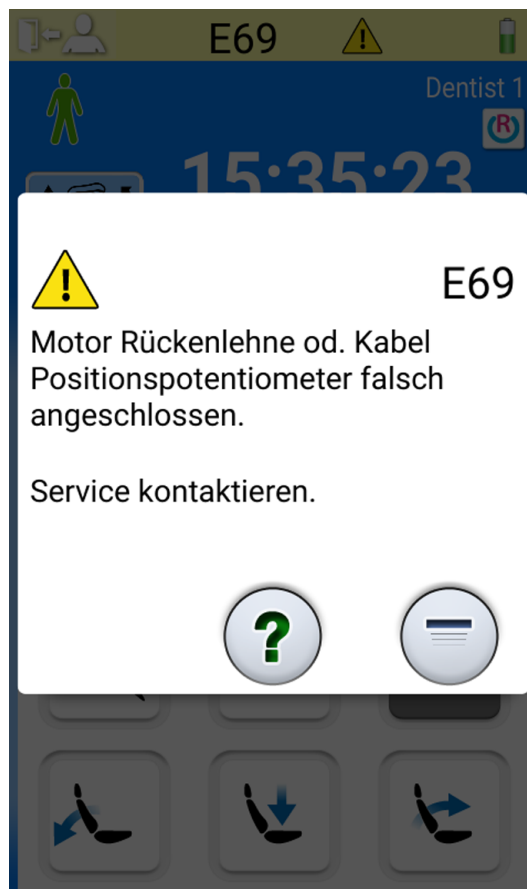 E69
Dentist 1
R
15:35:23
E69
Motor Rückenlehne od. Kabel
Positionspotentiometer falsch
angeschlossen.
Service kontaktieren.
?